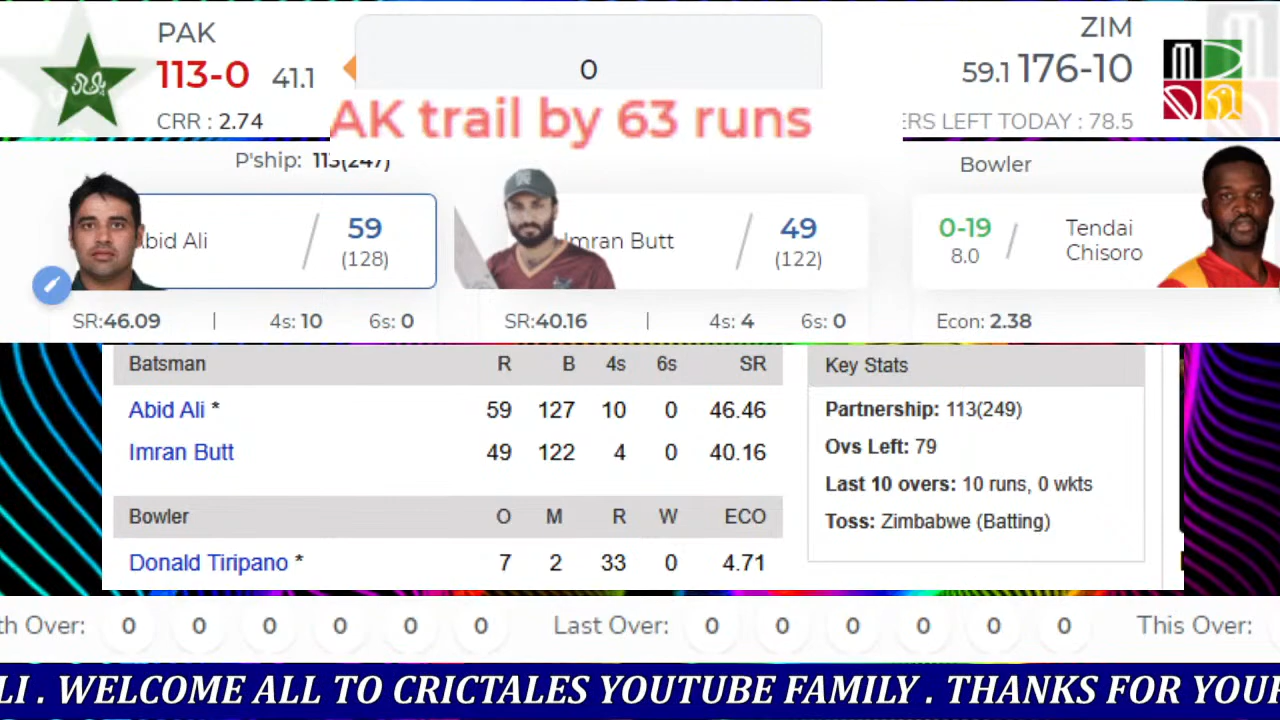 PAK
113-0 41.1
CRR : 2.74
0
AK trail by 63 runs
ZIM
59.1 176-10
ERS LEFT TODAY : 78.5
P'ship: 113(247)
Abid Ali
59
(128)
SR:46.09 | 4s: 10 6s: 0
Imran Butt
49
(122)
SR:40.16 | 4s: 4 6s: 0
Bowler
0-19
8.0
Tendai
Chisoro
Econ: 2.38
Batsman R B 4s 6s SR
Abid Ali * 59 127 10 0 46.46
Imran Butt 49 122 4 0 40.16
Bowler O M R W ECO
Donald Tiripano * 7 2 33 0 4.71
Key Stats
Partnership: 113(249)
Ovs Left: 79
Last 10 overs: 10 runs, 0 wkts
Toss: Zimbabwe (Batting)
th Over: 0 0 0 0 0 0 Last Over: 0 0 0 0 0 0 This Over:
LI . WELCOME ALL TO CRICTALES YOUTUBE FAMILY . THANKS FOR YOUR